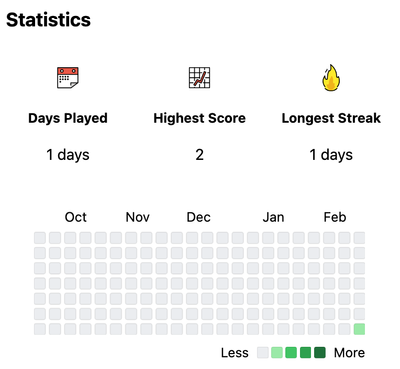 Statistics
Days Played Highest Score Longest Streak
1 days 2 1 days
Oct Nov Dec Jan Feb
Less More